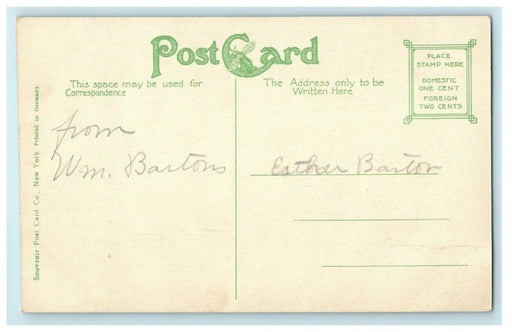 Post Card
This space may be used for
Correspondence
The Address only to be
Written Here
PLACE
STAMP HERE
DOMESTIC
ONE CENT
FOREIGN
TWO CENTS
from
Wm. Bartons
Esther Barton
Souvenir Post Card Co., New York Printed in Germany.